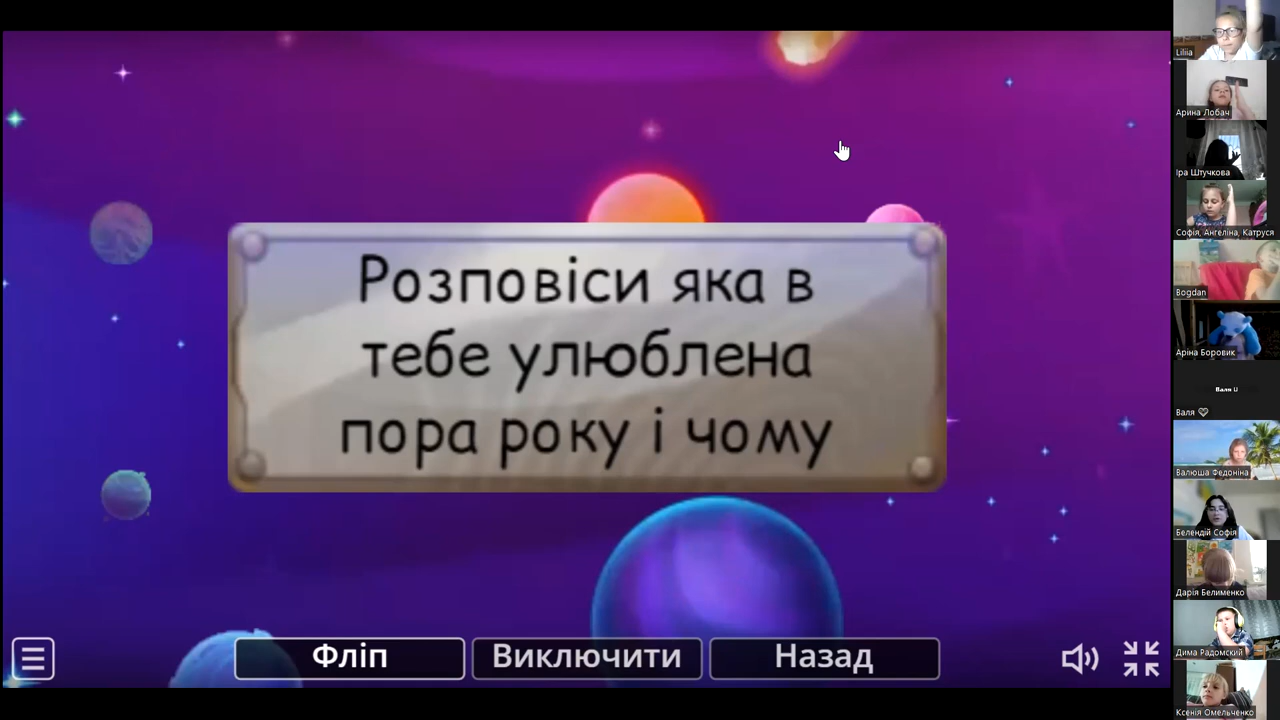 Розповіси яка в
тебе улюблена
пора року і чому
Фліп
Виключити
Назад
Liliia
Арина Лобач
Іра Штучкова
Софія, Ангеліна, Катруся
Bogdan
Аріна Боровик
Валя U
Валя ♡
Валюша Федоніна
Белендій Софія
Дарія Белименко
Дима Радомский
Ксенія Омельченко